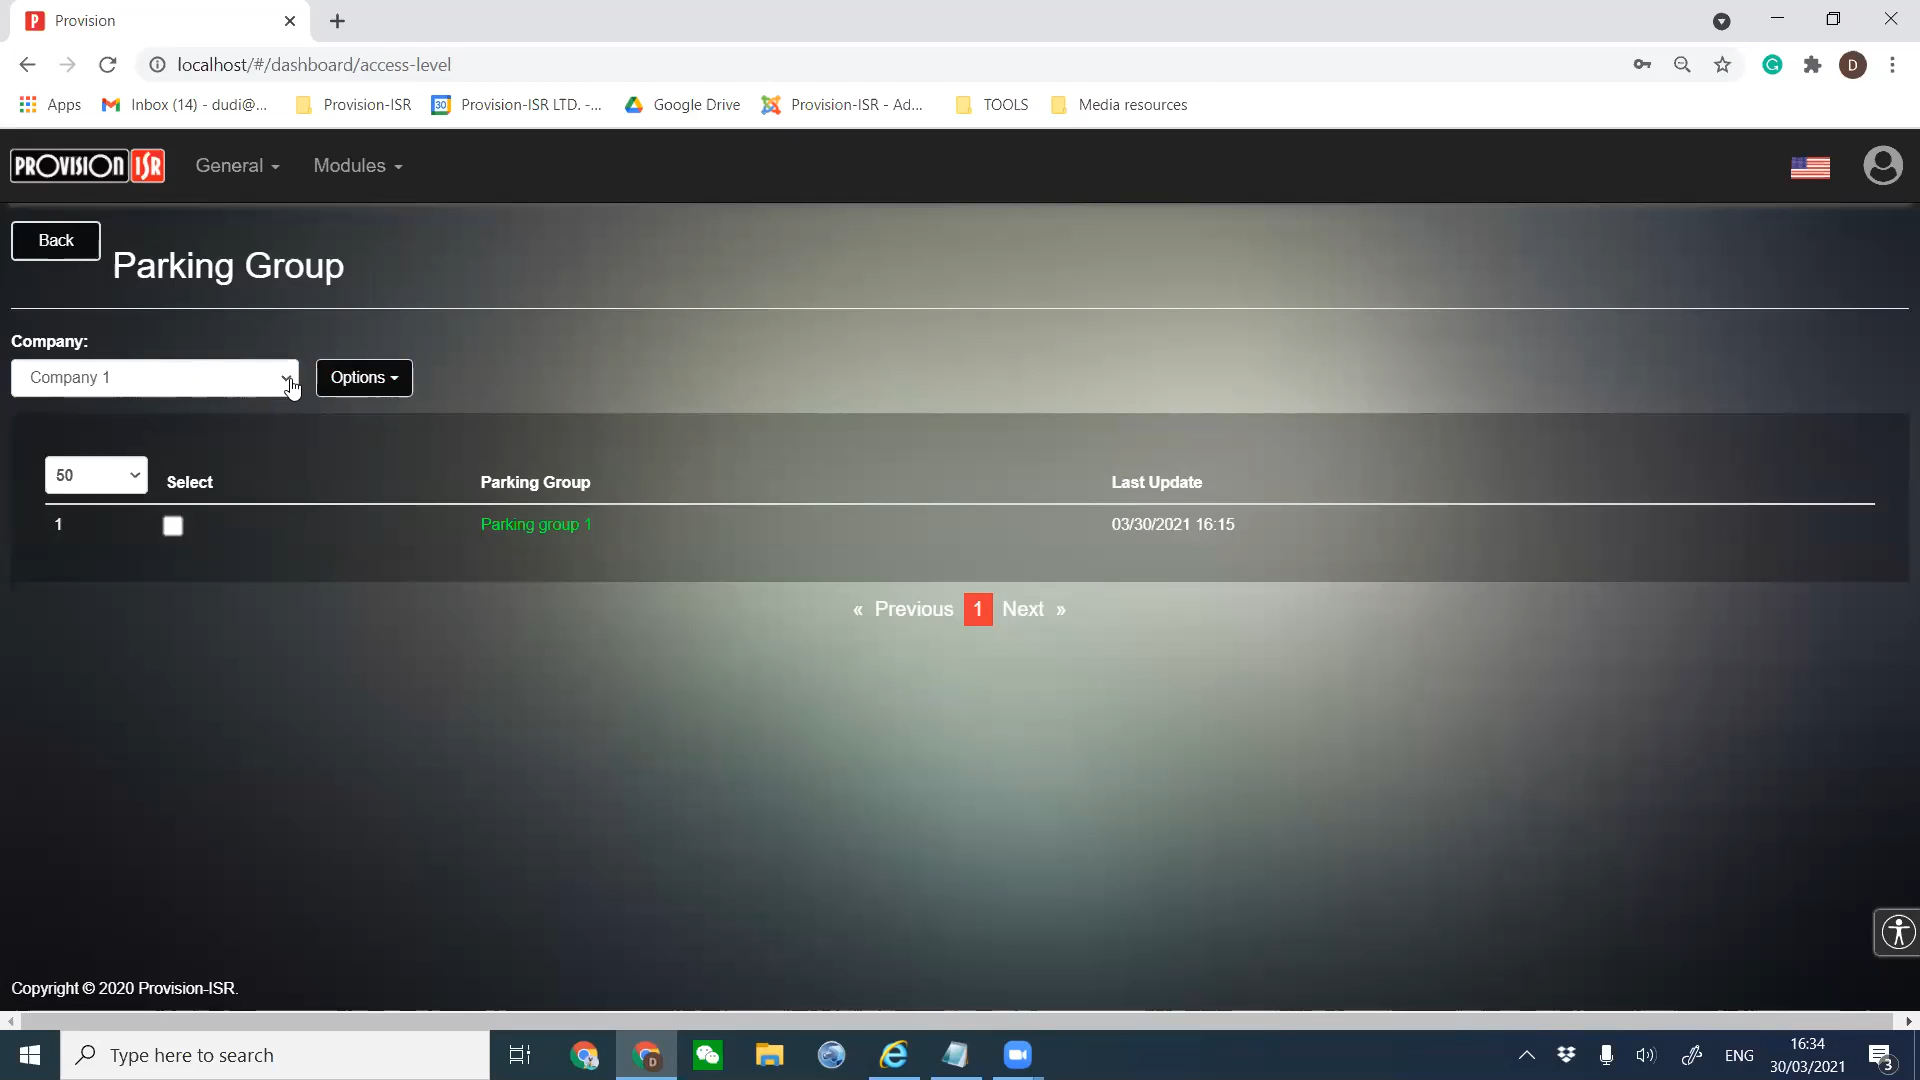 P Provision
localhost/#/dashboard/access-level
D
Apps Inbox (14) - dudi@... Provision-ISR 30 Provision-ISR LTD. -... Google Drive Provision-ISR - Ad... TOOLS Media resources
PROVISION ISR General Modules
Back
Parking Group
Company:
Company 1 Options
50 Select Parking Group Last Update
1 Parking group 1 03/30/2021 16:15
« Previous 1 Next »
Copyright © 2020 Provision-ISR.
Type here to search
D
ENG
16:34
30/03/2021
3